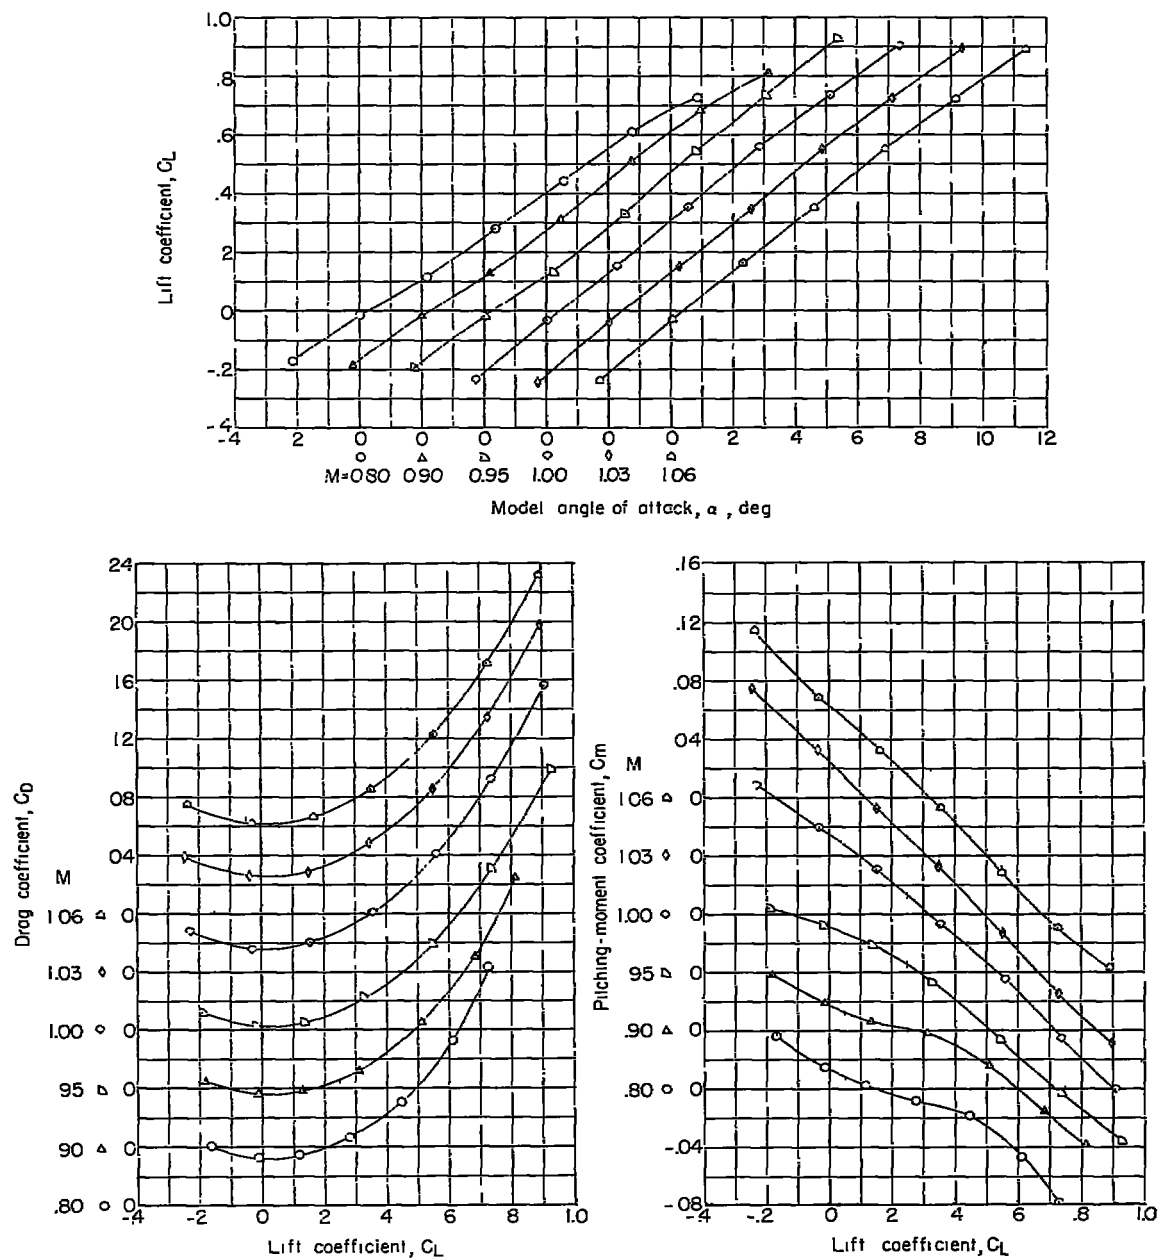 1.0
.8
.6
.4
2
0
-.2
-.4
-4 2 0 0 0 0 0 0 2 4 6 8 10 12
M=080 090 0.95 1.00 1.03 1.06
Model angle of attack, α , deg
Lift coefficient, CL
24
20
16
12
08
04
M
1.06 0
1.03 0
1.00 0
95 0
90 0
.80 0
-.4 -.2 0 2 4 6 8 1.0
Lift coefficient, CL
Drag coefficient, CD
.16
.12
.08
04
M
1.06 0
1.03 0
1.00 0
95 0
.90 0
.80 0
-.04
-.08
-.4 -.2 0 .2 .4 .6 .8 1.0
Lift coefficient, CL
Pitching-moment coefficient, Cm